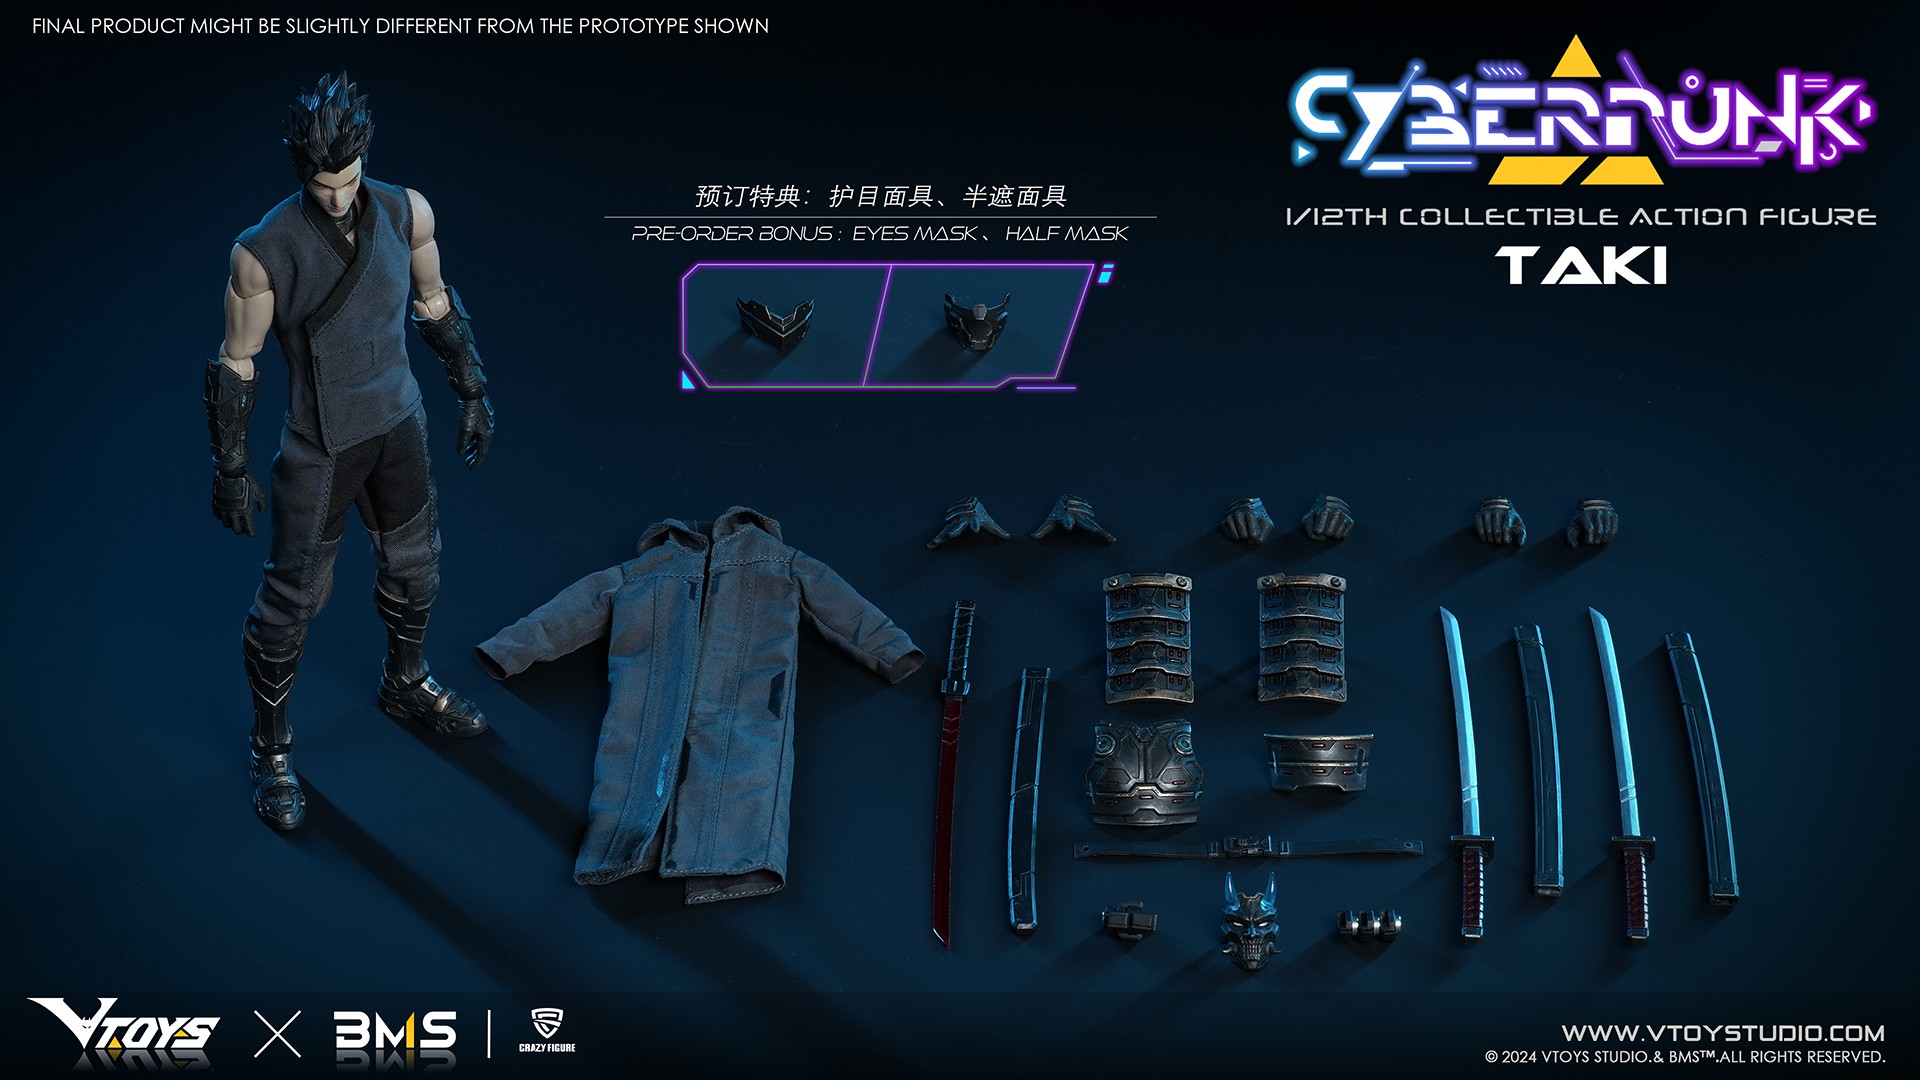 FINAL PRODUCT MIGHT BE SLIGHTLY DIFFERENT FROM THE PROTOTYPE SHOWN
CYBERPUNK
1/12TH COLLECTIBLE ACTION FIGURE
TAKI
预订特典：护目面具、半遮面具
PRE-ORDER BONUS : EYES MASK、HALF MASK
VTOYS X BMS | CRAZY FIGURE
WWW.VTOYSTUDIO.COM
© 2024 VTOYS STUDIO.& BMS™.ALL RIGHTS RESERVED.